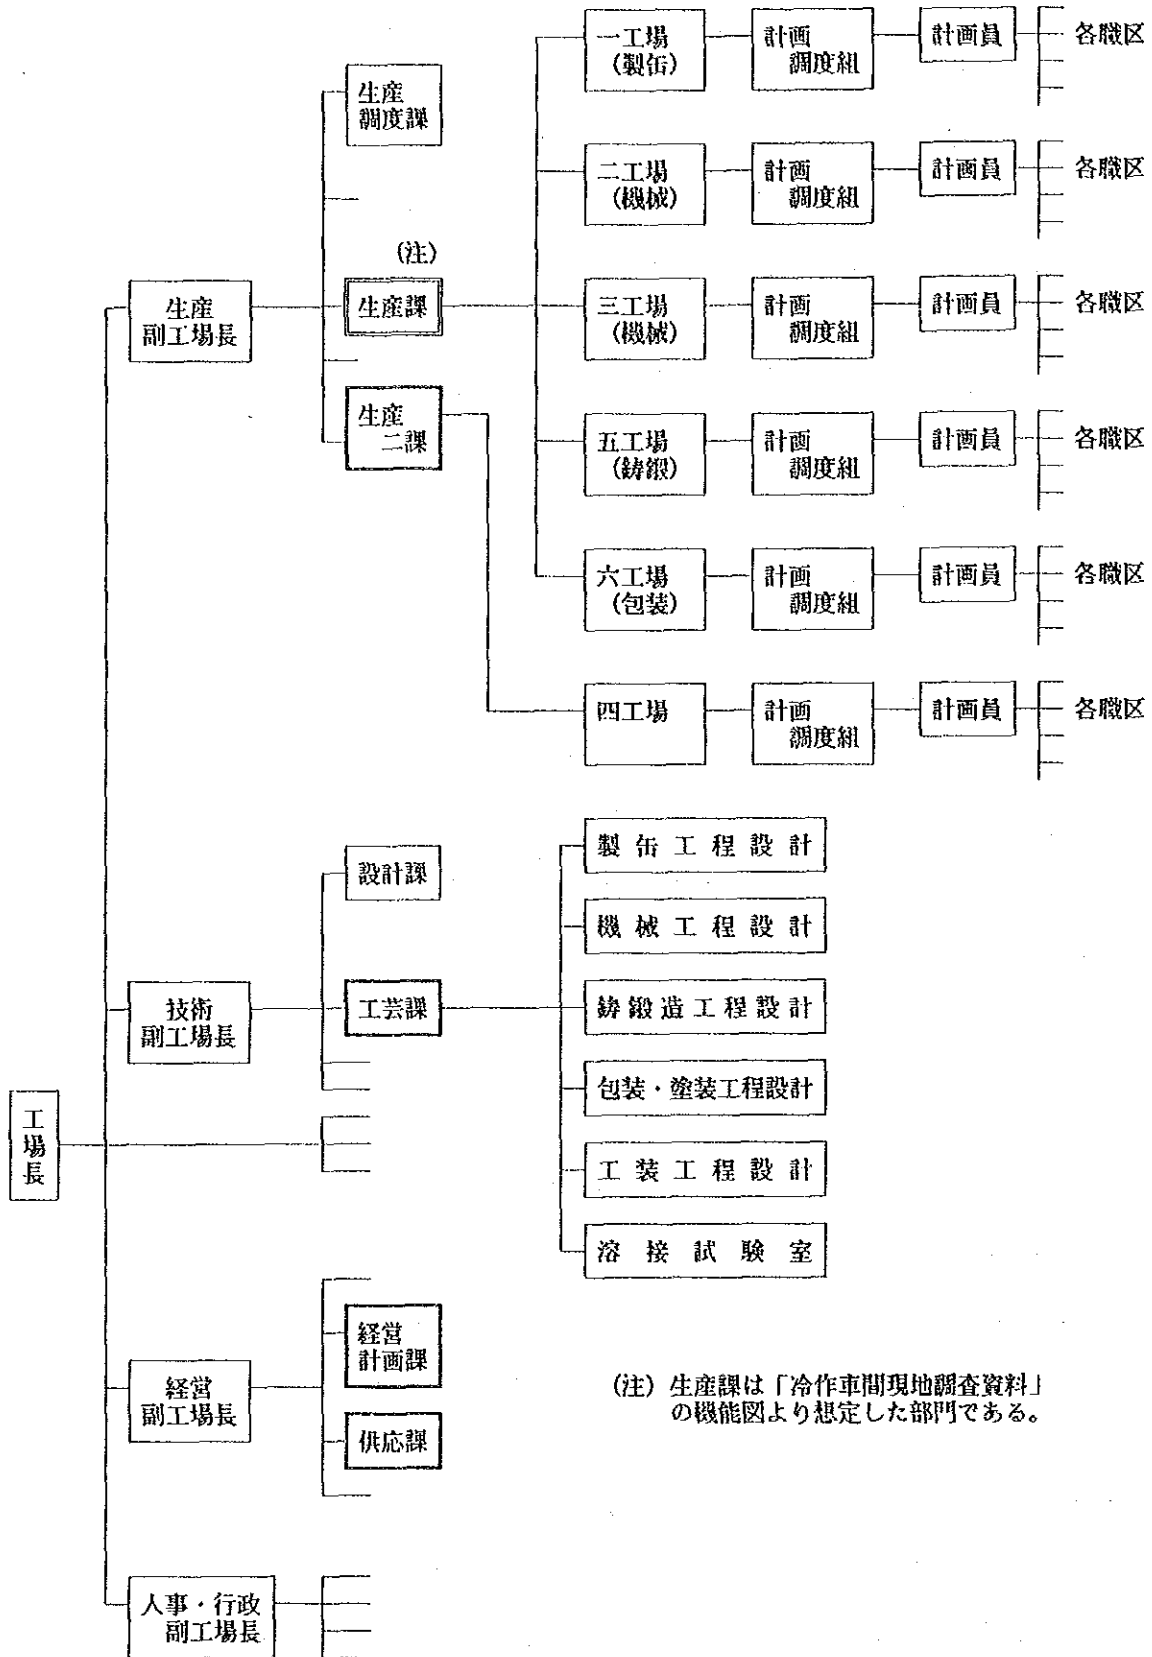 一工場
(製缶)
計画
調度組
計画員
各職区
生産
調度課
二工場
(機械)
計画
調度組
計画員
各職区
(注)
生産
副工場長
生産課
三工場
(機械)
計画
調度組
計画員
各職区
生産
二課
五工場
(鋳鍛)
計画
調度組
計画員
各職区
六工場
(包装)
計画
調度組
計画員
各職区
四工場
計画
調度組
計画員
各職区
設計課
製缶工程設計
機械工程設計
技術
副工場長
工芸課
鋳鍛造工程設計
包装・塗装工程設計
工装工程設計
溶接試験室
工場長
経営
副工場長
経営
計画課
供応課
(注) 生産課は「冷作車間現地調査資料」
の機能図より想定した部門である。
人事・行政
副工場長